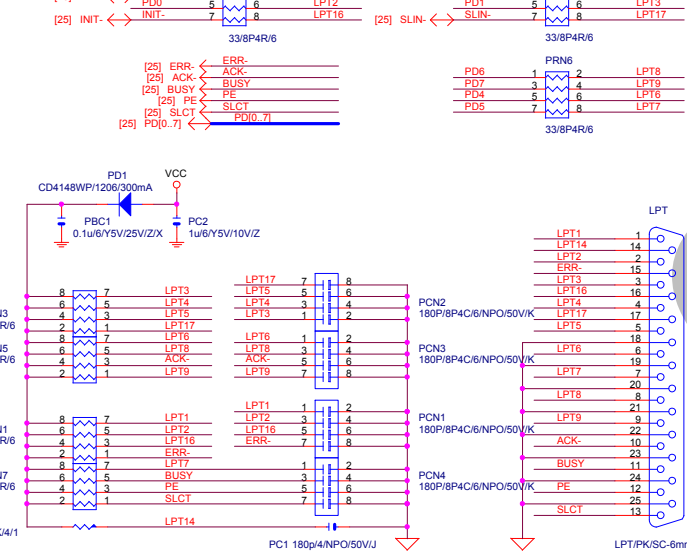 PD0 5 6 LPT2
[25] INIT- INIT- 7 8 LPT16
33/8P4R/6
PD1 5 6 LPT3
[25] SLIN- SLIN- 7 8 LPT17
33/8P4R/6
[25] ERR- ERR-
[25] ACK- ACK-
[25] BUSY BUSY
[25] PE PE
[25] SLCT SLCT
[25] PD[0..7] PD[0..7]
PRN6
PD6 1 2 LPT8
PD7 3 4 LPT9
PD4 5 6 LPT6
PD5 7 8 LPT7
33/8P4R/6
PD1
CD4148WP/1206/300mA
VCC
PBC1
0.1u/6/Y5V/25V/Z/X
PC2
1u/6/Y5V/10V/Z
8 7 LPT3
6 5 LPT4
4 3 LPT5
2 1 LPT17
8 7 LPT6
6 5 LPT8
4 3 ACK-
2 1 LPT9
N3
R/6
N5
R/6
LPT17 7 8
LPT5 5 6
LPT4 3 4
LPT3 1 2
PCN2
180P/8P4C/6/NPO/50V/K
LPT6 1 2
LPT8 3 4
ACK- 5 6
LPT9 7 8
PCN3
180P/8P4C/6/NPO/50V/K
8 7 LPT1
6 5 LPT2
4 3 LPT16
2 1 ERR-
8 7 LPT7
6 5 BUSY
4 3 PE
2 1 SLCT
N1
R/6
N7
R/6
LPT1 1 2
LPT2 3 4
LPT16 5 6
ERR- 7 8
PCN1
180P/8P4C/6/NPO/50V/K
1 2
3 4
5 6
7 8
PCN4
180P/8P4C/6/NPO/50V/K
K/4/1
LPT14
PC1 180p/4/NPO/50V/J
LPT
LPT1 1
LPT14 14
LPT2 2
ERR- 15
LPT3 3
LPT16 16
LPT4 4
LPT17 17
LPT5 5
18
LPT6 6
19
LPT7 7
20
LPT8 8
21
LPT9 9
22
ACK- 10
23
BUSY 11
24
PE 12
25
SLCT 13
LPT/PK/SC-6mm